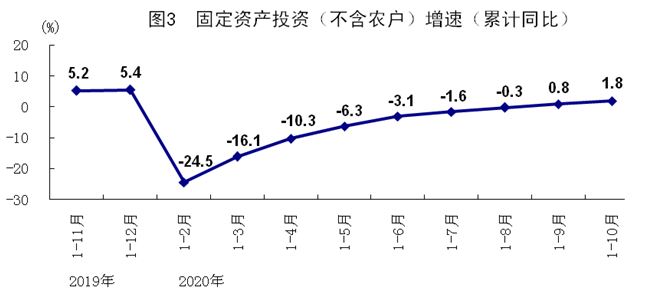 图3 固定资产投资（不含农户）增速（累计同比）
(%)
20
10
0
-10
-20
-30
5.2
5.4
-24.5
-16.1
-10.3
-6.3
-3.1
-1.6
-0.3
0.8
1.8
1-11月
1-12月
1-2月
1-3月
1-4月
1-5月
1-6月
1-7月
1-8月
1-9月
1-10月
2019年
2020年